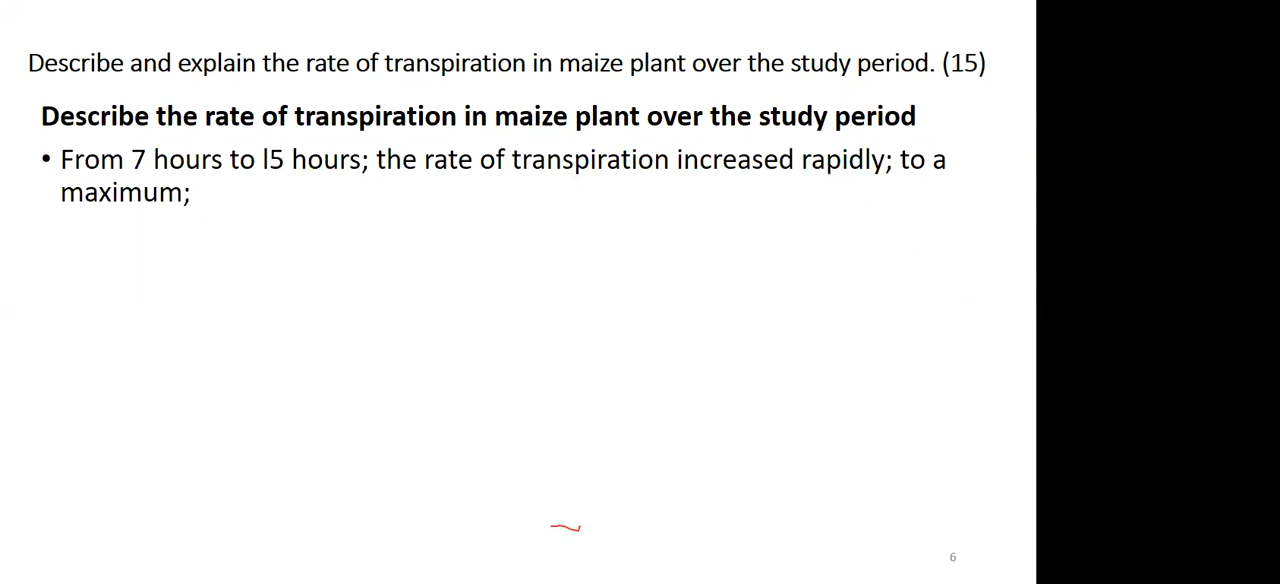 Describe and explain the rate of transpiration in maize plant over the study period. (15)
Describe the rate of transpiration in maize plant over the study period
• From 7 hours to l5 hours; the rate of transpiration increased rapidly; to a
maximum;
6